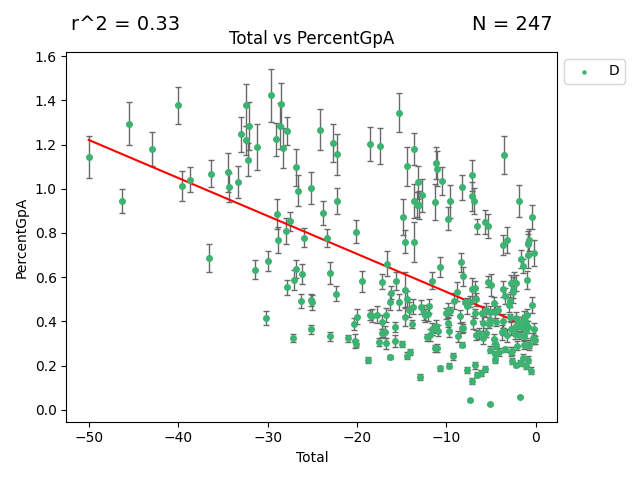 r^2 = 0.33
N = 247
Total vs PercentGpA
D
PercentGpA
1.6
1.4
1.2
1.0
0.8
0.6
0.4
0.2
0.0
−50
−40
−30
−20
−10
0
Total